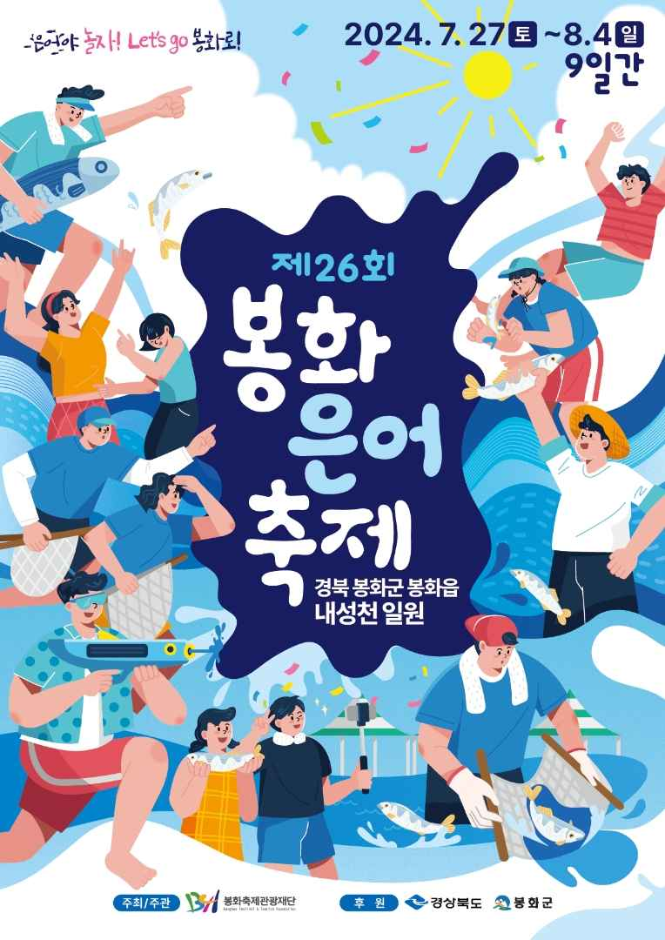 은어야 놀자! Let's go 봉화로!
2024. 7. 27 토 ~8.4 일
9일간
제26회
봉화
은어
축제
경북 봉화군 봉화읍
내성천 일원
주최/주관 봉화축제관광재단
후 원 경상북도 봉화군